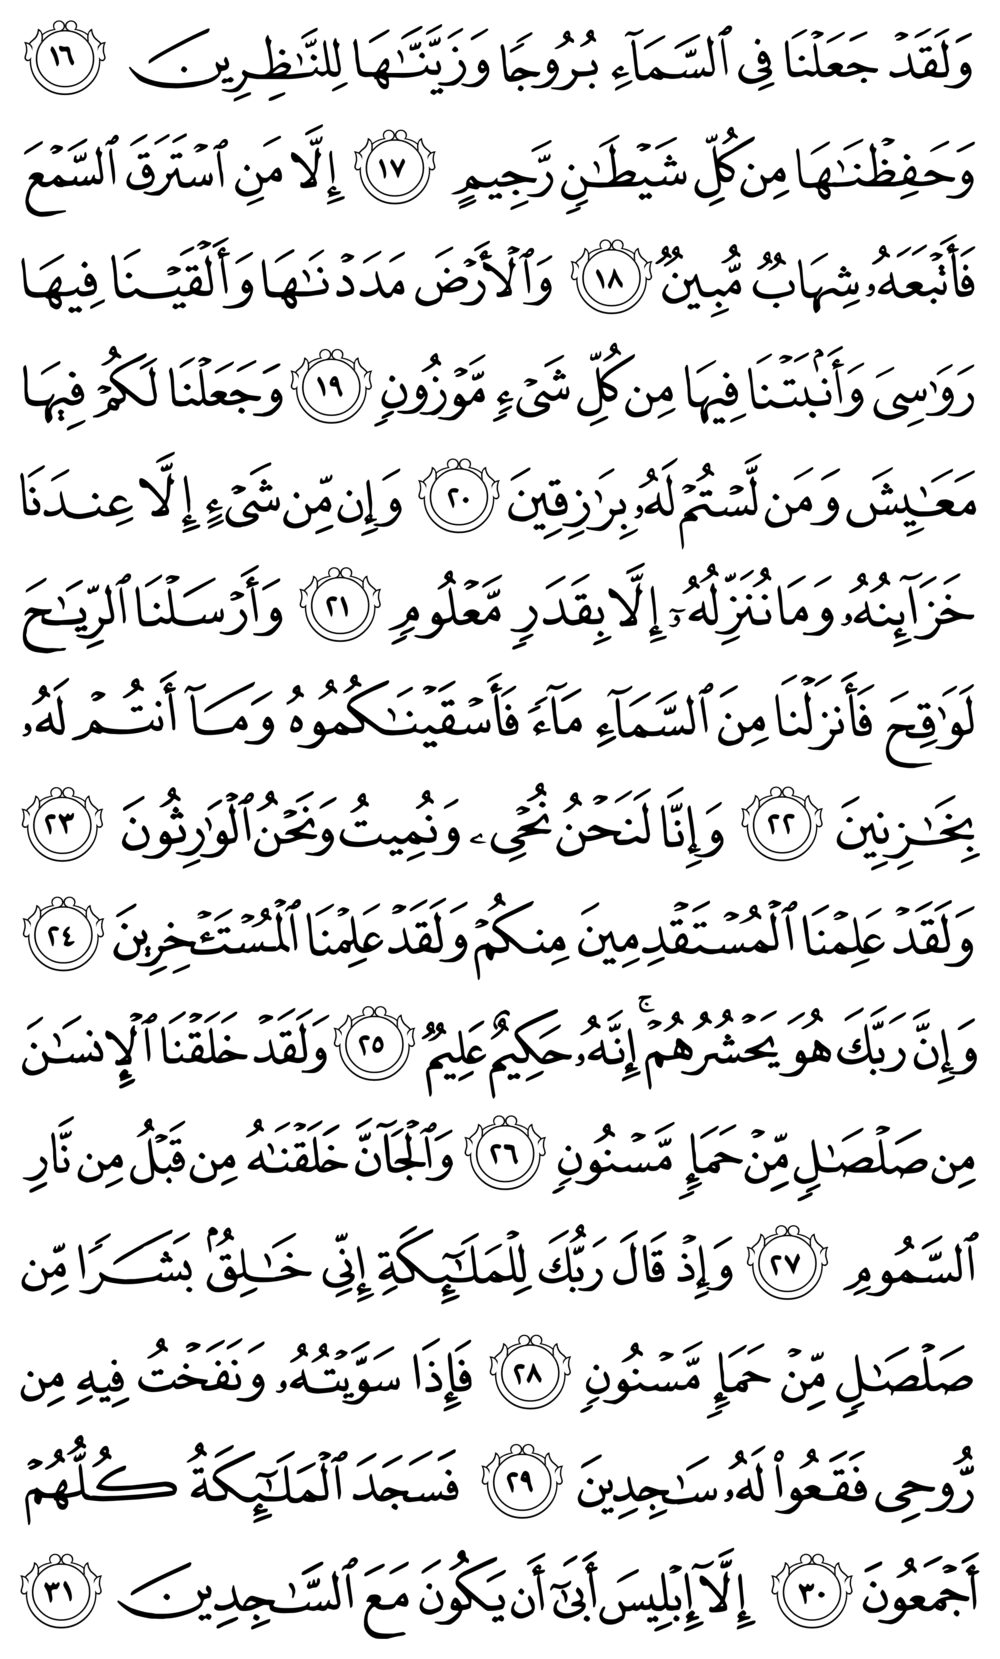 وَلَقَدۡ جَعَلۡنَا فِي ٱلسَّمَآءِ بُرُوجٗا وَزَيَّنَّٰهَا لِلنَّٰظِرِينَ ١٦
وَحَفِظۡنَٰهَا مِن كُلِّ شَيۡطَٰنٖ رَّجِيمٍ ١٧ إِلَّا مَنِ ٱسۡتَرَقَ ٱلسَّمۡعَ
فَأَتۡبَعَهُۥ شِهَابٞ مُّبِينٞ ١٨ وَٱلۡأَرۡضَ مَدَدۡنَٰهَا وَأَلۡقَيۡنَا فِيهَا
رَوَٰسِيَ وَأَنۢبَتۡنَا فِيهَا مِن كُلِّ شَيۡءٖ مَّوۡزُونٖ ١٩ وَجَعَلۡنَا لَكُمۡ فِيهَا
مَعَٰيِشَ وَمَن لَّسۡتُمۡ لَهُۥ بِرَٰزِقِينَ ٢٠ وَإِن مِّن شَيۡءٍ إِلَّا عِندَنَا
خَزَآئِنُهُۥ وَمَا نُنَزِّلُهُۥٓ إِلَّا بِقَدَرٖ مَّعۡلُومٖ ٢١ وَأَرۡسَلۡنَا ٱلرِّيَٰحَ
لَوَٰقِحَ فَأَنزَلۡنَا مِنَ ٱلسَّمَآءِ مَآءٗ فَأَسۡقَيۡنَٰكُمُوهُ وَمَآ أَنتُمۡ لَهُۥ
بِخَٰزِنِينَ ٢٢ وَإِنَّا لَنَحۡنُ نُحۡيِۦ وَنُمِيتُ وَنَحۡنُ ٱلۡوَٰرِثُونَ ٢٣
وَلَقَدۡ عَلِمۡنَا ٱلۡمُسۡتَقۡدِمِينَ مِنكُمۡ وَلَقَدۡ عَلِمۡنَا ٱلۡمُسۡتَـٔۡخِرِينَ ٢٤
وَإِنَّ رَبَّكَ هُوَ يَحۡشُرُهُمۡۚ إِنَّهُۥ حَكِيمٌ عَلِيمٞ ٢٥ وَلَقَدۡ خَلَقۡنَا ٱلۡإِنسَٰنَ
مِن صَلۡصَٰلٖ مِّنۡ حَمَإٖ مَّسۡنُونٖ ٢٦ وَٱلۡجَآنَّ خَلَقۡنَٰهُ مِن قَبۡلُ مِن نَّارِ
ٱلسَّمُومِ ٢٧ وَإِذۡ قَالَ رَبُّكَ لِلۡمَلَٰٓئِكَةِ إِنِّي خَٰلِقُۢ بَشَرٗا مِّن
صَلۡصَٰلٖ مِّنۡ حَمَإٖ مَّسۡنُونٖ ٢٨ فَإِذَا سَوَّيۡتُهُۥ وَنَفَخۡتُ فِيهِ مِن
رُّوحِي فَقَعُواْ لَهُۥ سَٰجِدِينَ ٢٩ فَسَجَدَ ٱلۡمَلَٰٓئِكَةُ كُلُّهُمۡ
أَجۡمَعُونَ ٣٠ إِلَّآ إِبۡلِيسَ أَبَىٰٓ أَن يَكُونَ مَعَ ٱلسَّٰجِدِينَ ٣١